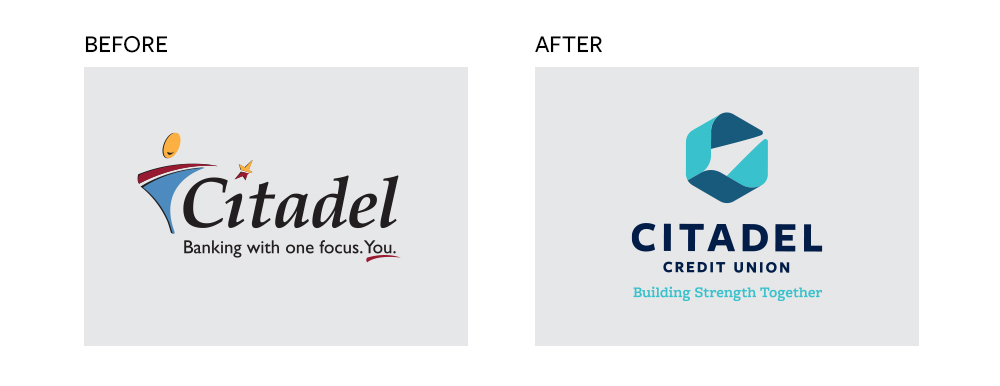 BEFORE
AFTER
Citadel
Banking with one focus. You.
CITADEL
CREDIT UNION
Building Strength Together